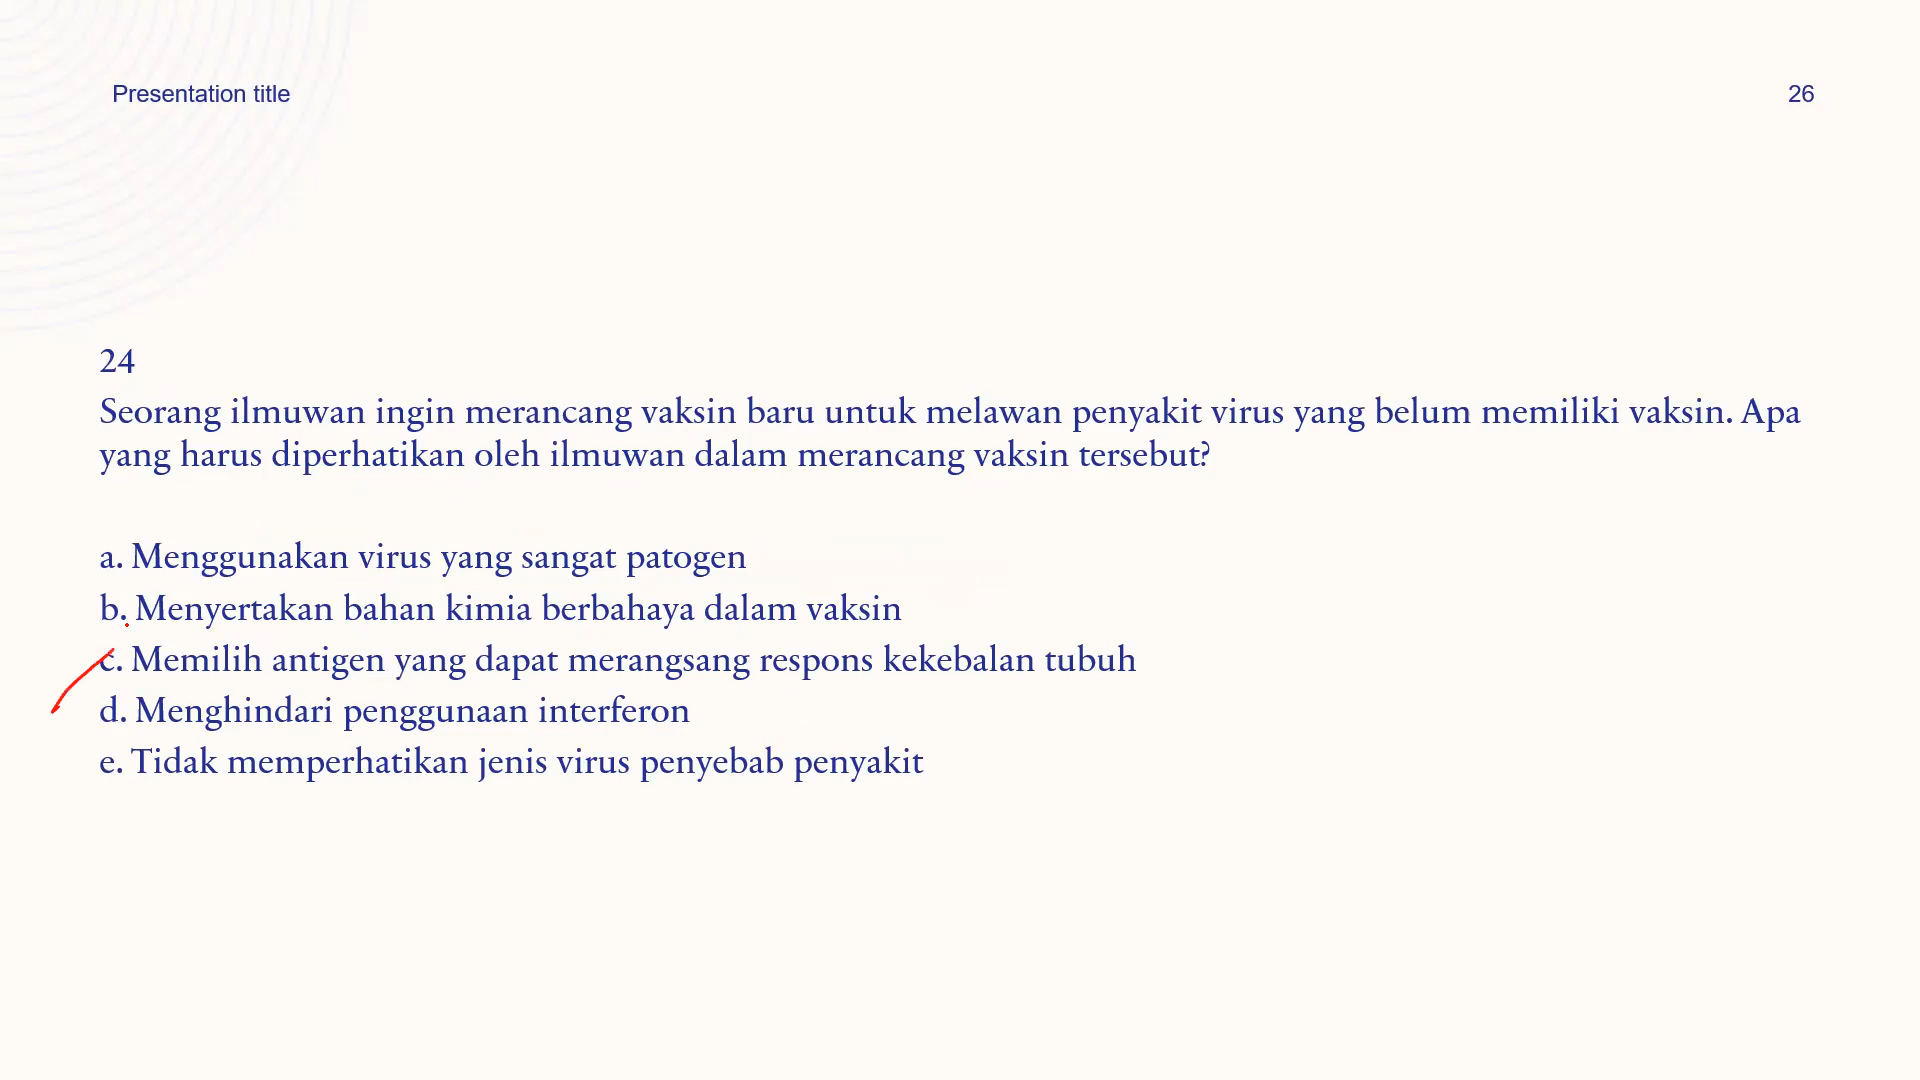 Presentation title
26
24
Seorang ilmuwan ingin merancang vaksin baru untuk melawan penyakit virus yang belum memiliki vaksin. Apa
yang harus diperhatikan oleh ilmuwan dalam merancang vaksin tersebut?
a. Menggunakan virus yang sangat patogen
b. Menyertakan bahan kimia berbahaya dalam vaksin
c. Memilih antigen yang dapat merangsang respons kekebalan tubuh
d. Menghindari penggunaan interferon
e. Tidak memperhatikan jenis virus penyebab penyakit